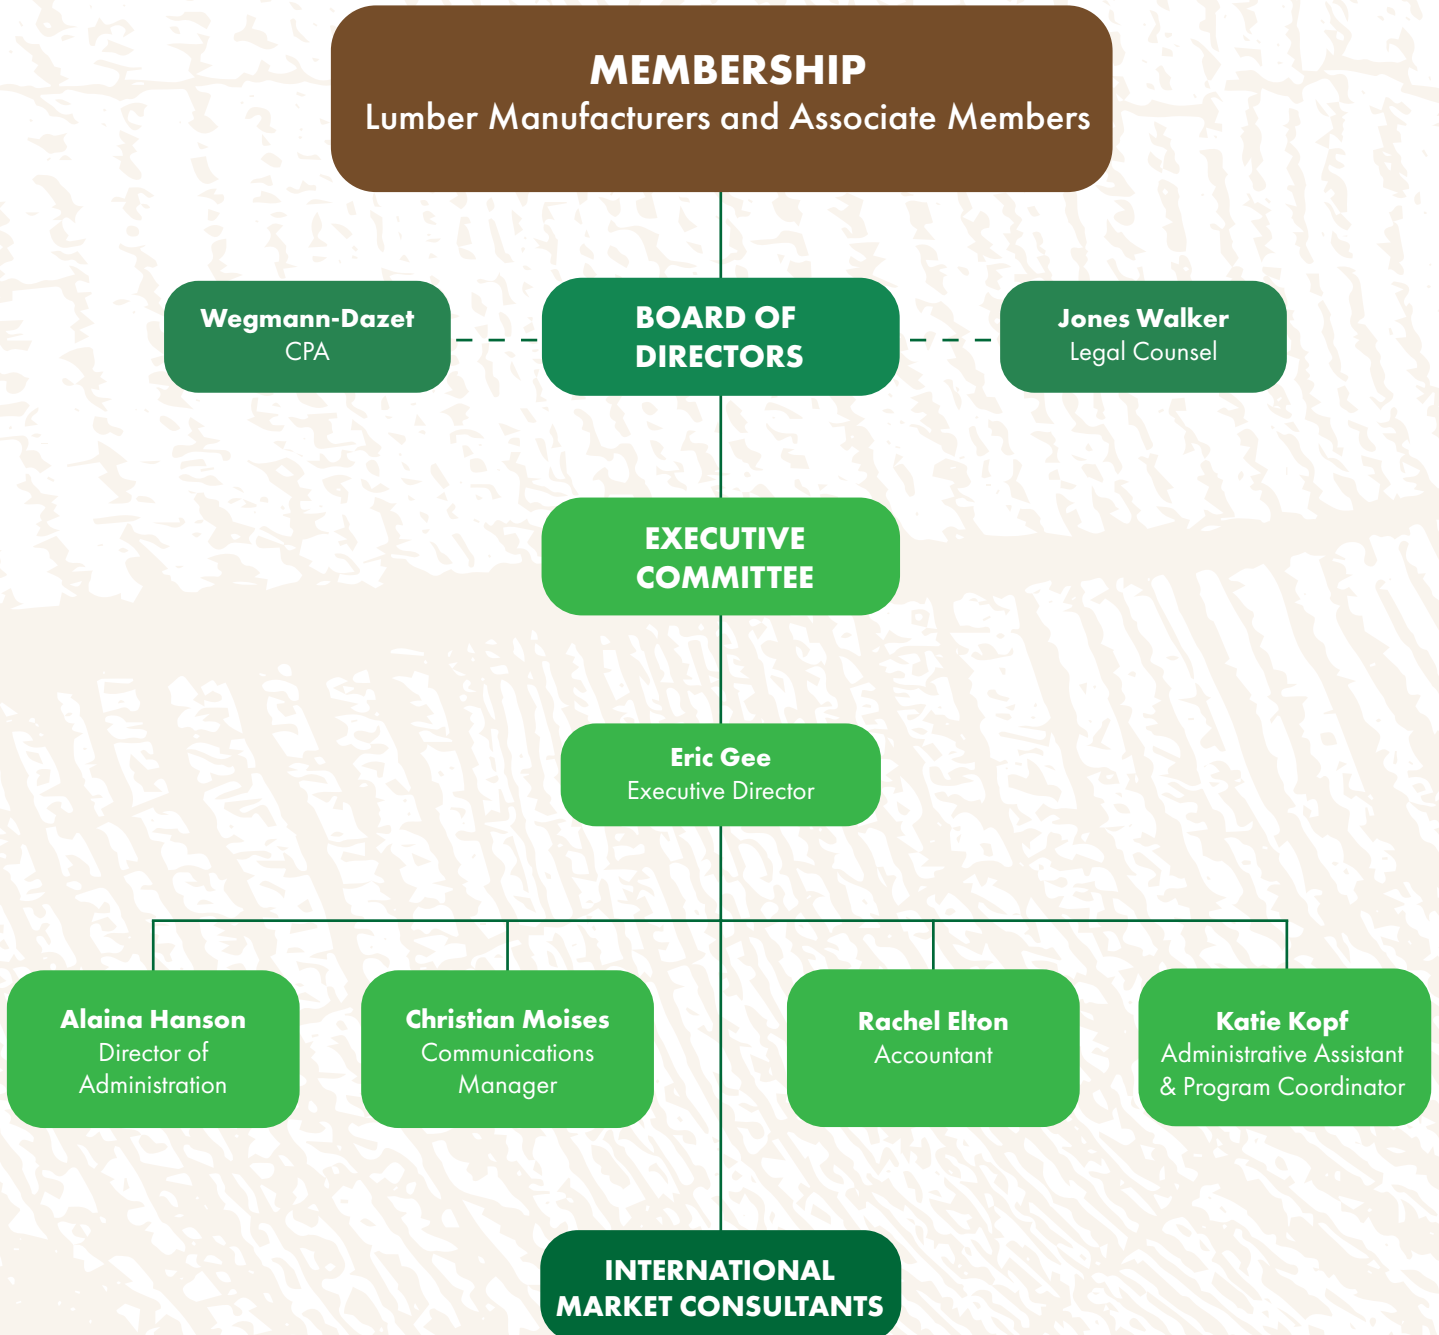 MEMBERSHIP
Lumber Manufacturers and Associate Members
Wegmann-Dazet
CPA
BOARD OF
DIRECTORS
Jones Walker
Legal Counsel
EXECUTIVE
COMMITTEE
Eric Gee
Executive Director
Alaina Hanson
Director of
Administration
Christian Moises
Communications
Manager
Rachel Elton
Accountant
Katie Kopf
Administrative Assistant
& Program Coordinator
INTERNATIONAL
MARKET CONSULTANTS